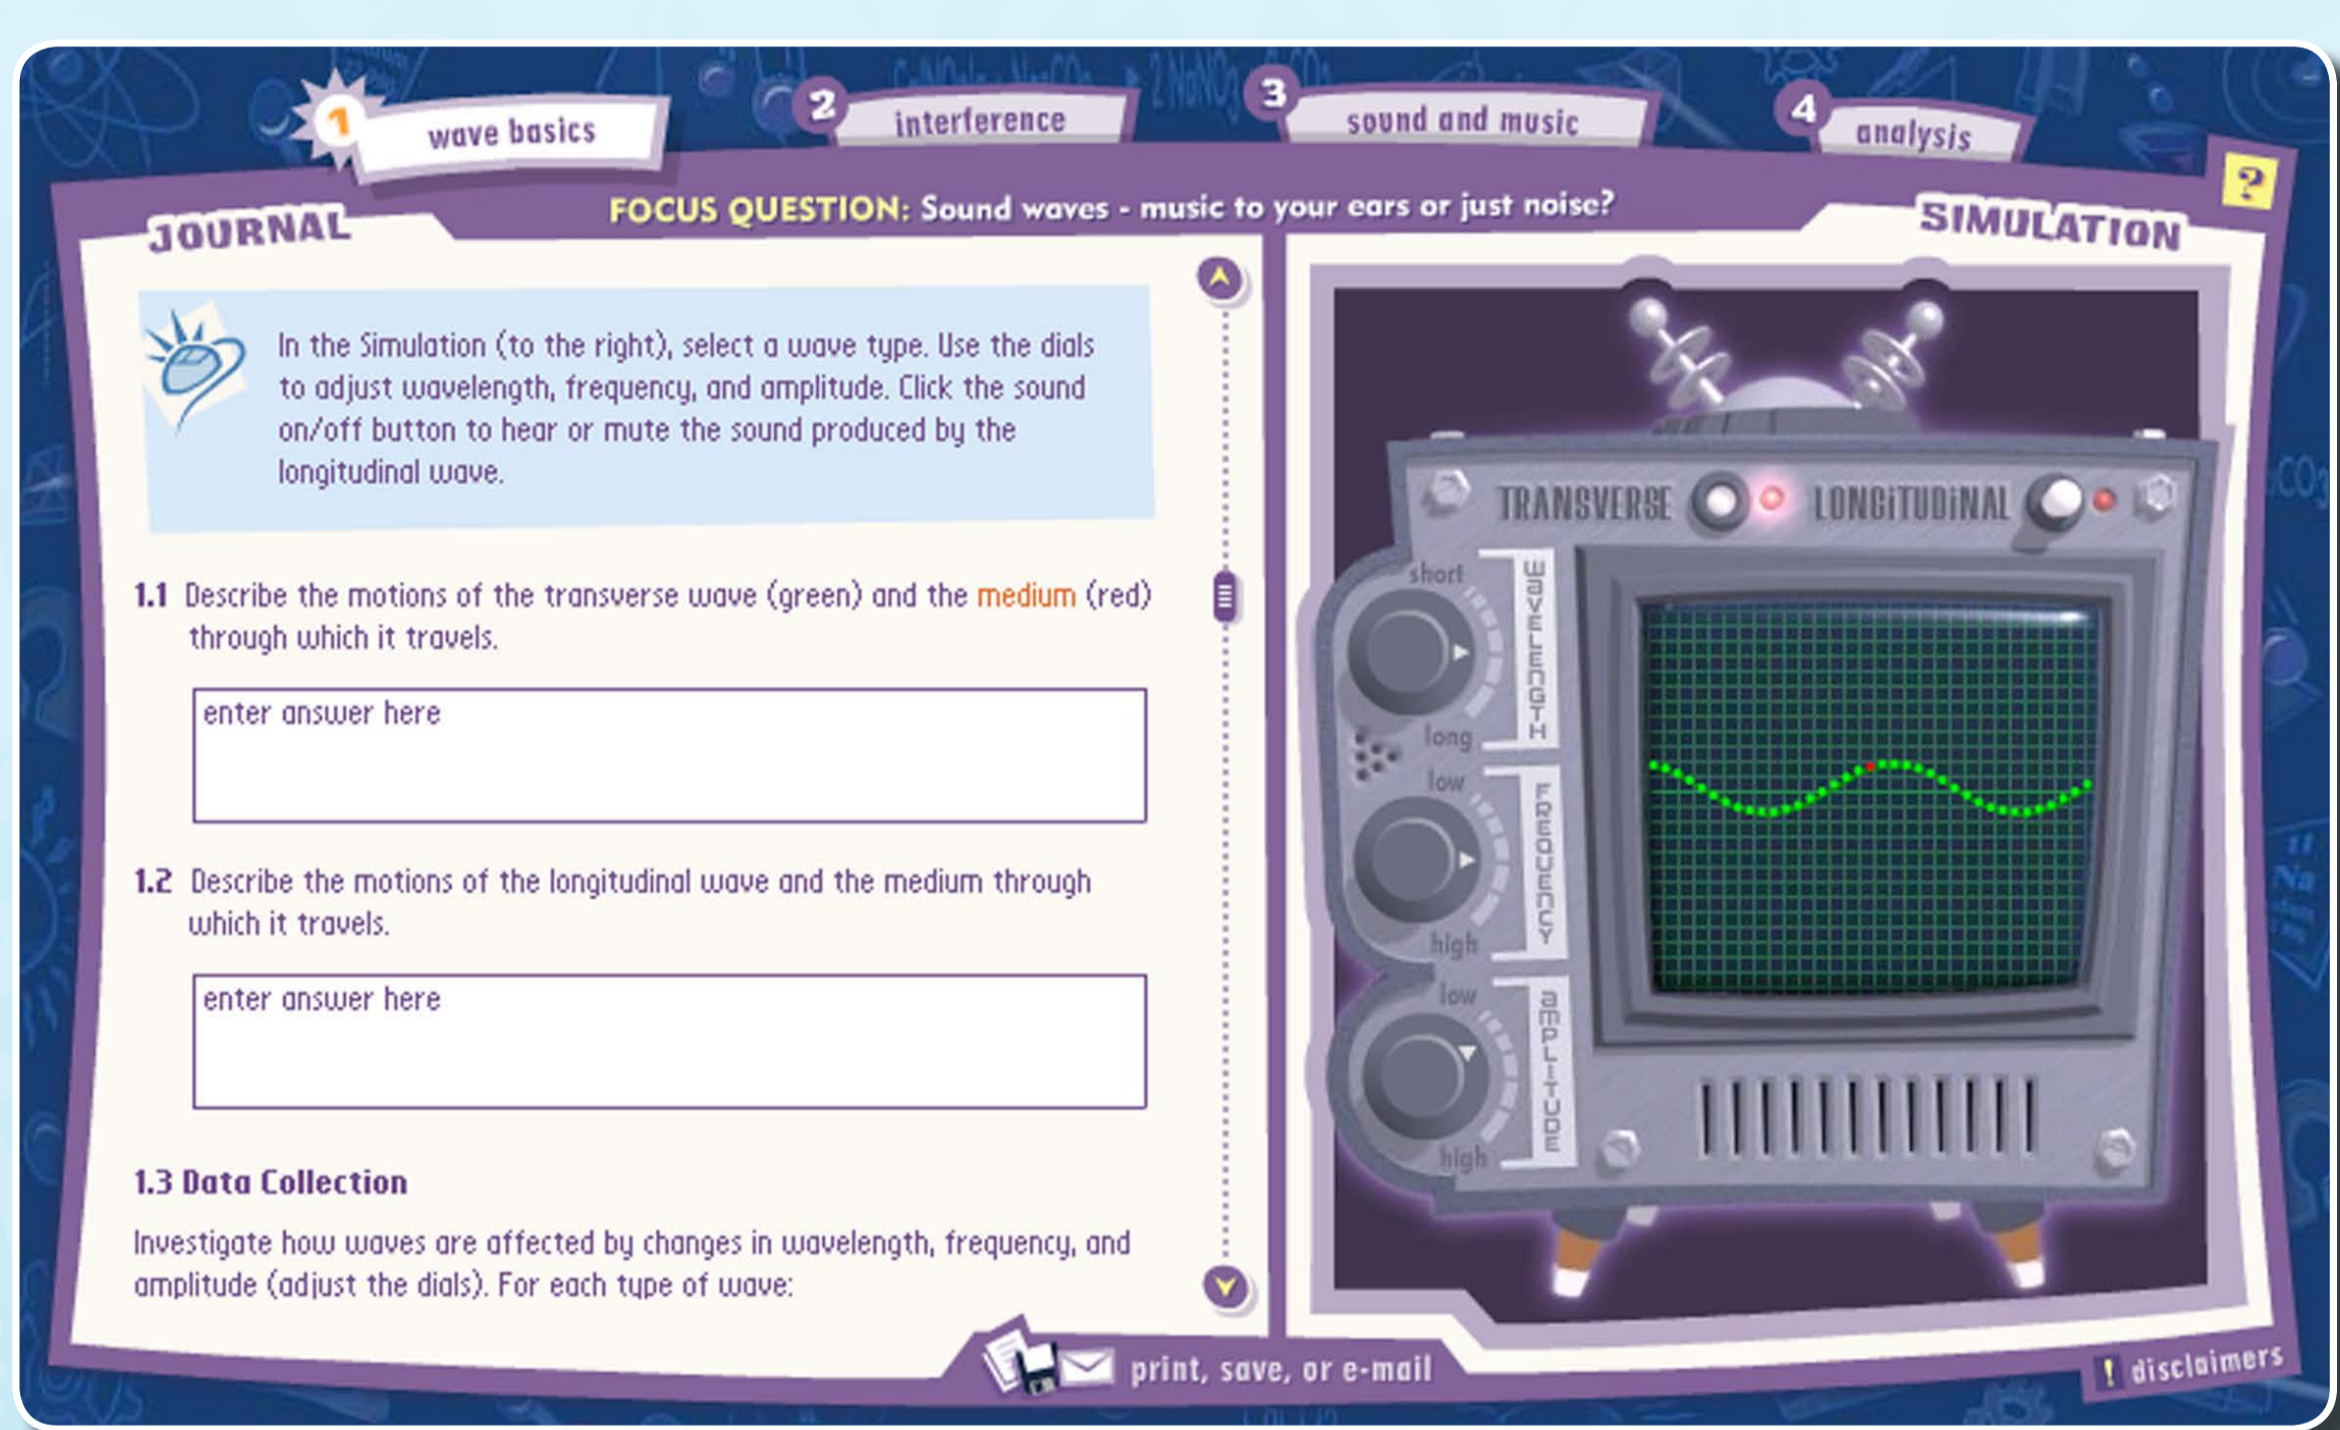 1 wave basics
2 interference
3 sound and music
4 analysis
?
JOURNAL
FOCUS QUESTION: Sound waves - music to your ears or just noise?
SIMULATION
In the Simulation (to the right), select a wave type. Use the dials
to adjust wavelength, frequency, and amplitude. Click the sound
on/off button to hear or mute the sound produced by the
longitudinal wave.
1.1 Describe the motions of the transverse wave (green) and the medium (red)
through which it travels.
enter answer here
1.2 Describe the motions of the longitudinal wave and the medium through
which it travels.
enter answer here
1.3 Data Collection
Investigate how waves are affected by changes in wavelength, frequency, and
amplitude (adjust the dials). For each type of wave:
TRANSVERSE
LONGiTUDiNAL
short
WAVELENGTH
long
low
FREQUENCY
high
low
AMPLITUDE
high
print, save, or e-mail
! disclaimers
11
Na